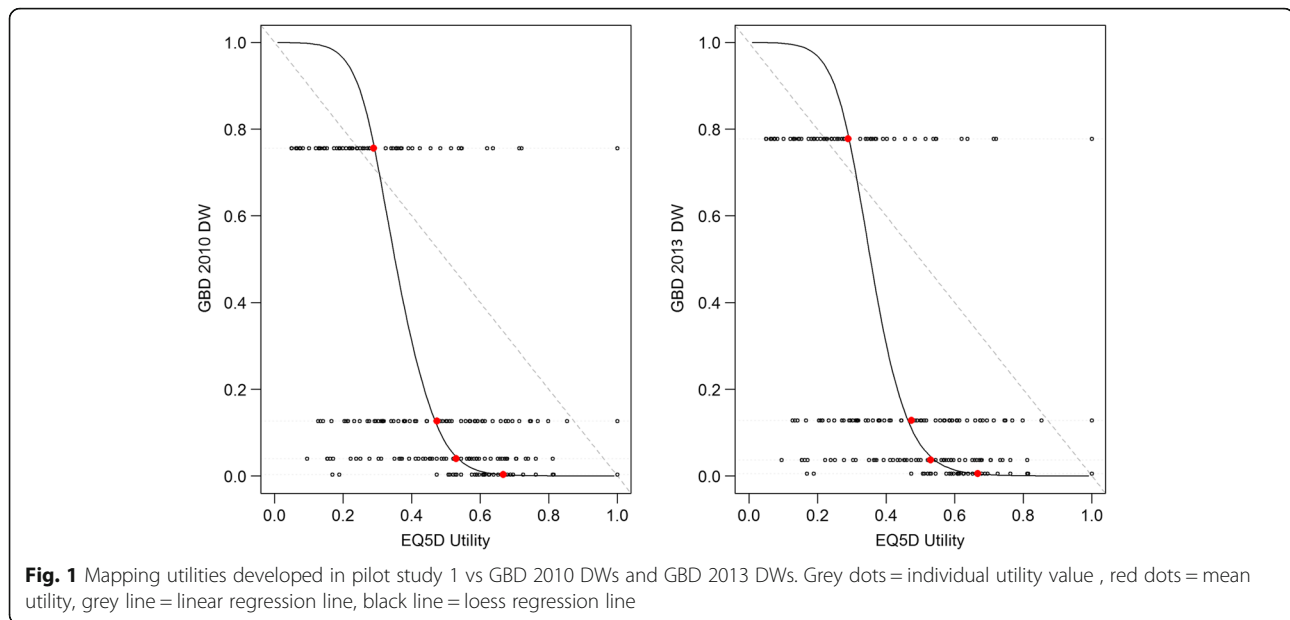 1.0
0.8
0.6
0.4
0.2
0.0
GBD 2010 DW
0.0 0.2 0.4 0.6 0.8 1.0
EQ5D Utility
1.0
0.8
0.6
0.4
0.2
0.0
GBD 2013 DW
0.0 0.2 0.4 0.6 0.8 1.0
EQ5D Utility
Fig. 1 Mapping utilities developed in pilot study 1 vs GBD 2010 DWs and GBD 2013 DWs. Grey dots = individual utility value , red dots = mean
utility, grey line = linear regression line, black line = loess regression line